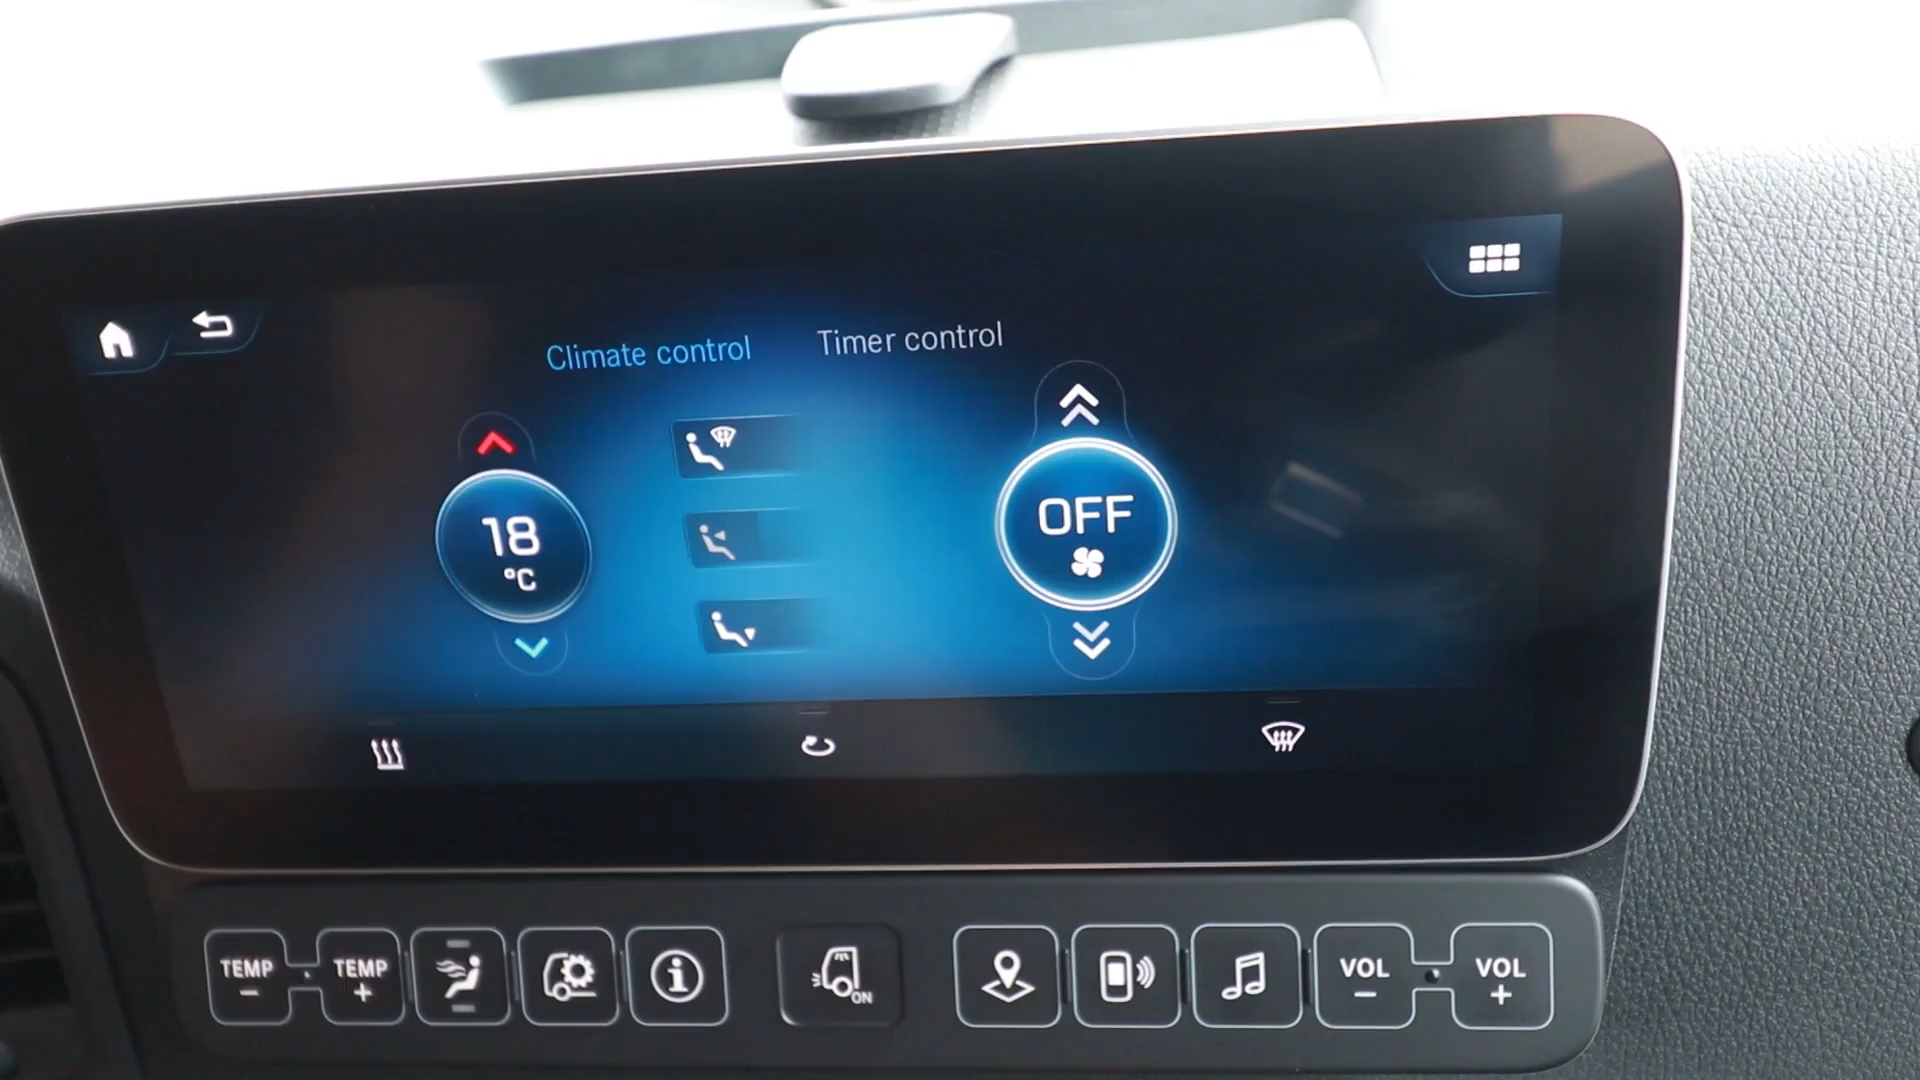 Climate control
Timer control
18
°C
OFF
TEMP
−
TEMP
+
ON
VOL
−
VOL
+